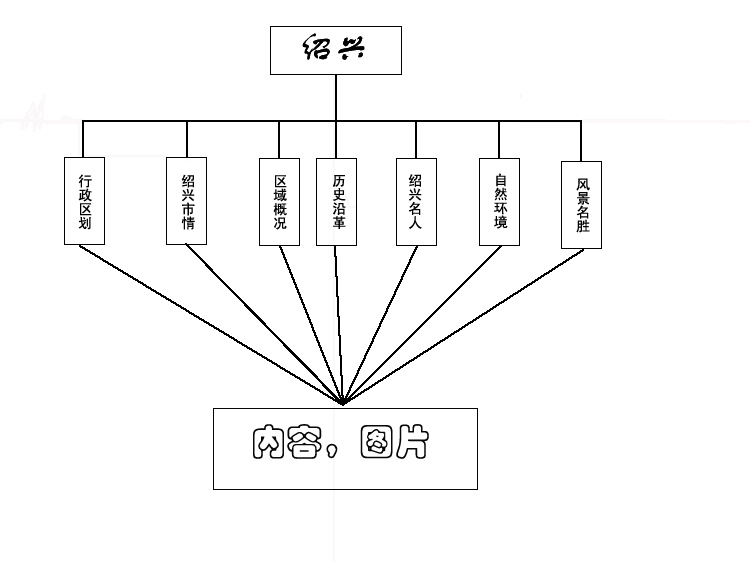 绍兴
行政区划
绍兴市情
区域概况
历史沿革
绍兴名人
自然环境
风景名胜
内容，图片